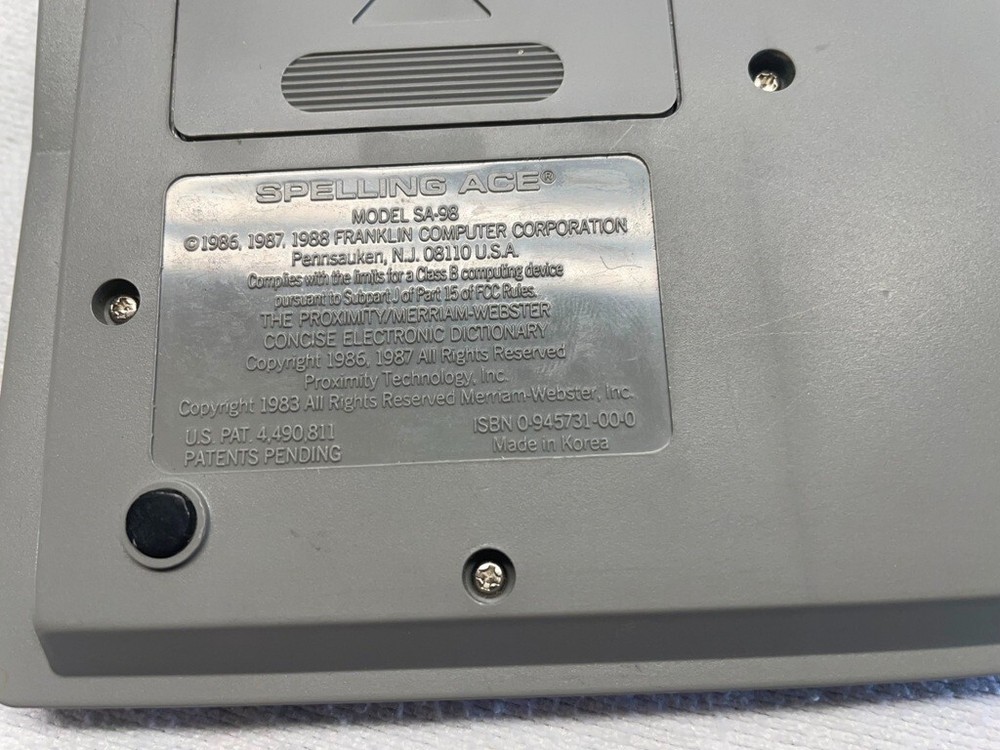 SPELLING ACE®
MODEL SA-98
©1986, 1987, 1988 FRANKLIN COMPUTER CORPORATION
Pennsauken, N.J. 08110 U.S.A.
Complies with the limits for a Class B computing device
pursuant to Subpart J of Part 15 of FCC Rules.
THE PROXIMITY/MERRIAM-WEBSTER
CONCISE ELECTRONIC DICTIONARY
Copyright 1986, 1987 All Rights Reserved
Proximity Technology, Inc.
Copyright 1983 All Rights Reserved Merriam-Webster, Inc.
U.S. PAT. 4,490,811
PATENTS PENDING
ISBN 0-945731-00-0
Made in Korea